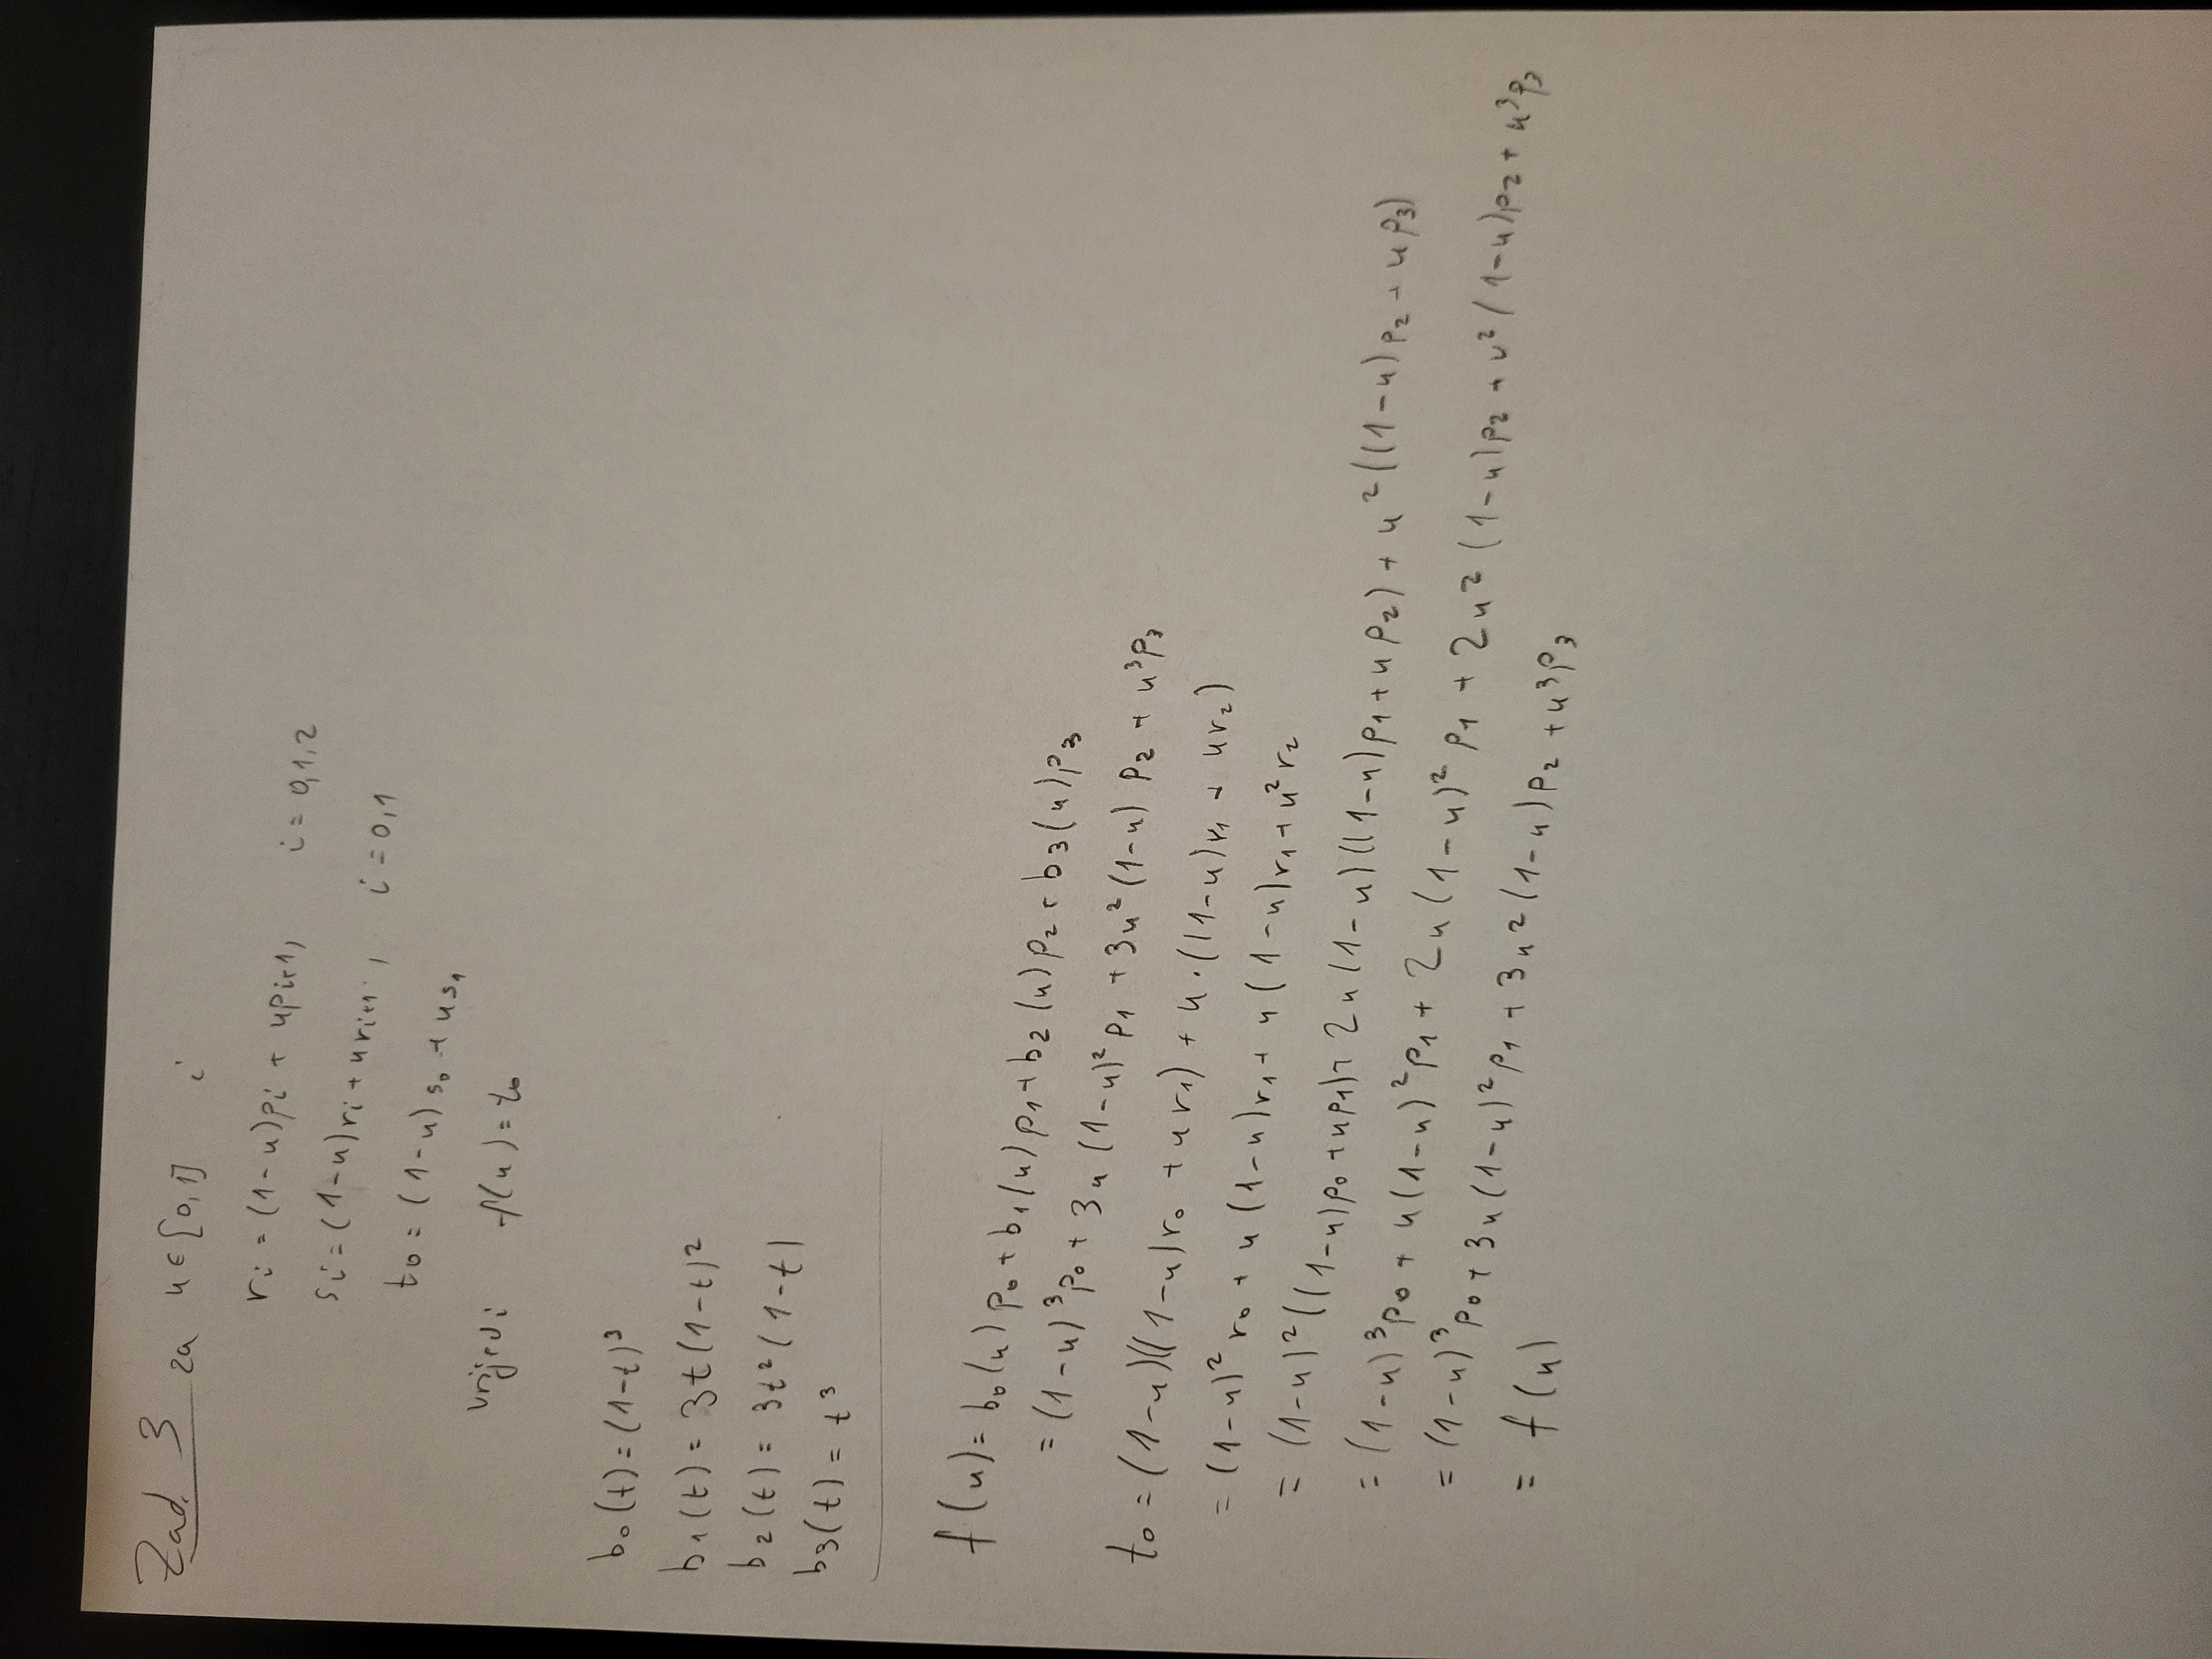 Zad. 3 za u ∈ [0,1] i
r_i = (1-u)p_i + up_{i+1}, i = 0,1,2
s_i = (1-u)r_i + ur_{i+1}, i = 0,1
t_0 = (1-u)s_0 + us_1
vrijedi f(u) = t_0
b_0(t) = (1-t)^3
b_1(t) = 3t(1-t)^2
b_2(t) = 3t^2(1-t)
b_3(t) = t^3
f(u) = b_0(u)p_0 + b_1(u)p_1 + b_2(u)p_2 + b_3(u)p_3
= (1-u)^3p_0 + 3u(1-u)^2p_1 + 3u^2(1-u)p_2 + u^3p_3
t_0 = (1-u)((1-u)r_0 + ur_1) + u·((1-u)r_1 + ur_2)
= (1-u)^2r_0 + u(1-u)r_1 + u(1-u)r_1 + u^2r_2
= (1-u)^2((1-u)p_0 + up_1) + 2u(1-u)((1-u)p_1 + up_2) + u^2((1-u)p_2 + up_3)
= (1-u)^3p_0 + u(1-u)^2p_1 + 2u(1-u)^2p_1 + 2u^2(1-u)p_2 + u^2(1-u)p_2 + u^3p_3
= (1-u)^3p_0 + 3u(1-u)^2p_1 + 3u^2(1-u)p_2 + u^3p_3
= f(u)